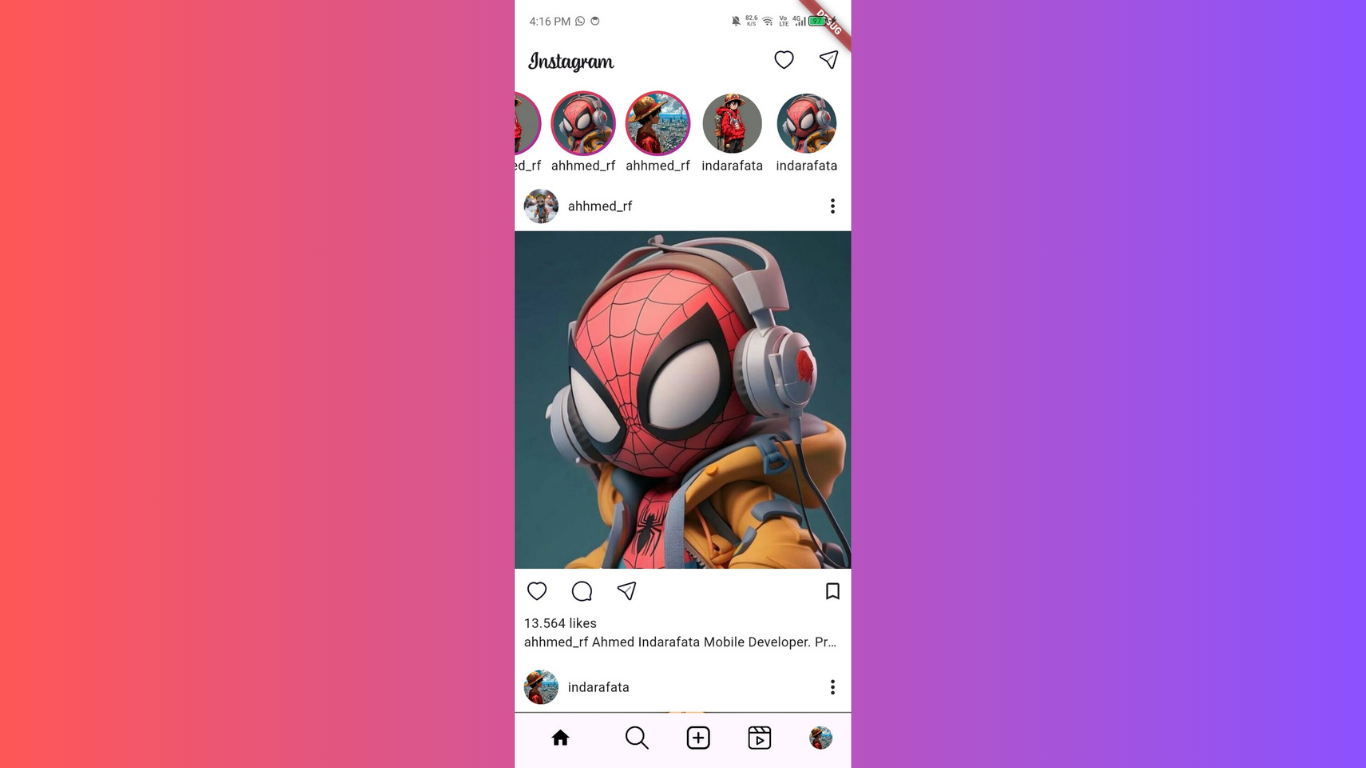 4:16 PM
82.6 K/S
Vo LTE
4G
97
DEBUG
Instagram
ed_rf ahhmed_rf ahhmed_rf indarafata indarafata
ahhmed_rf
13.564 likes
ahhmed_rf Ahmed Indarafata Mobile Developer. Pr...
indarafata